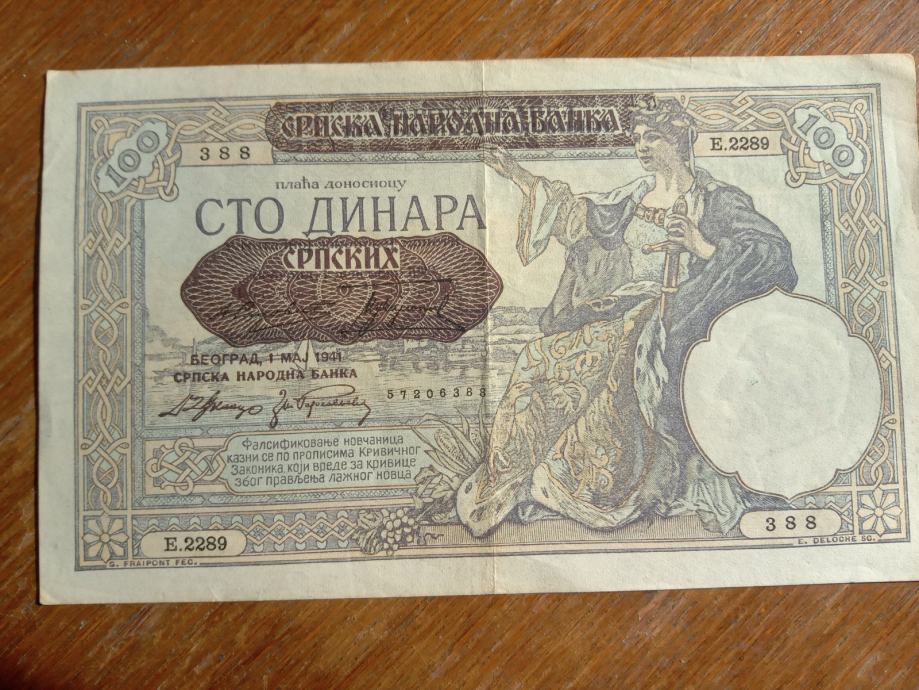 СРПСКА НАРОДНА БАНКА
100
388
Е.2289
100
плаћа доносиоцу
СТО ДИНАРА
СРПСКИХ
БЕОГРАД, 1 МАЈ 1941
СРПСКА НАРОДНА БАНКА
57206388
Фалсификовање новчаница
казни се по прописима Кривичног
Законика, који вреде за кривице
због прављења лажног новца
Е.2289
388
G. FRAIPONT FEC.
E. DELOCHE SC.